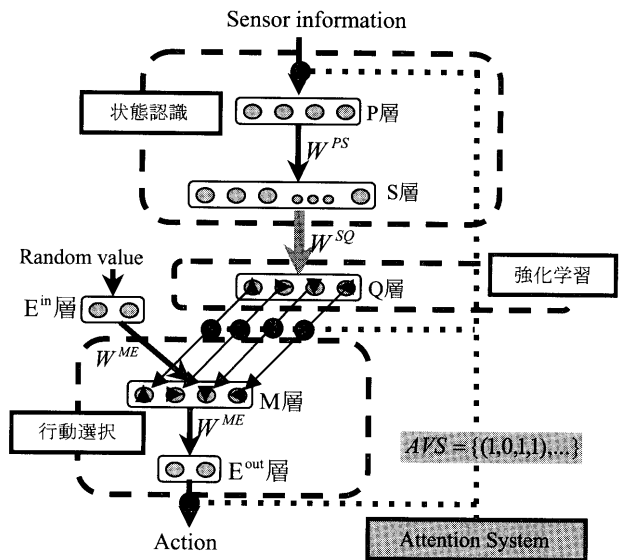 Sensor information
状態認識
P層
W^PS
S層
W^SQ
Random value
強化学習
Q層
E^in層
W^ME
M層
W^ME
行動選択
AVS = {(1,0,1,1),...}
E^out層
Action
Attention System